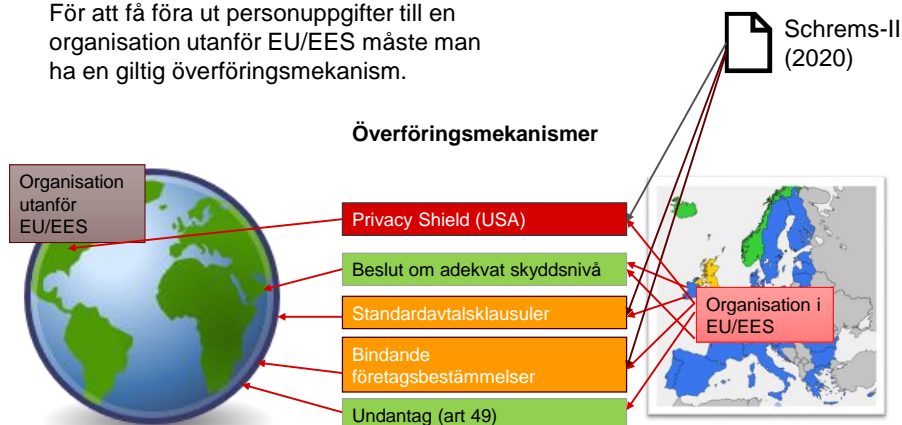 För att få föra ut personuppgifter till en
organisation utanför EU/EES måste man
ha en giltig överföringsmekanism.
Schrems-II
(2020)
Överföringsmekanismer
Organisation
utanför
EU/EES
Privacy Shield (USA)
Beslut om adekvat skyddsnivå
Standardavtalsklausuler
Bindande
företagsbestämmelser
Undantag (art 49)
Organisation i
EU/EES